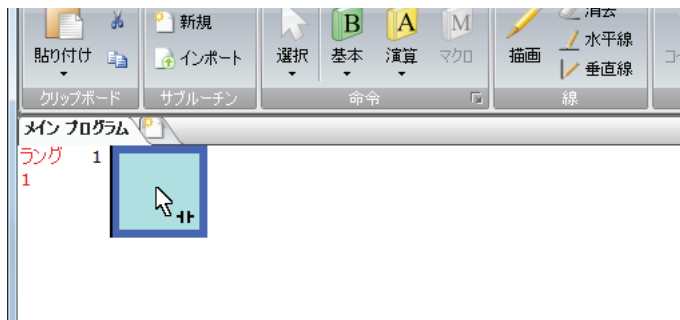 消去
新規
B A M
水平線
貼り付け
インポート
選択 基本 演算 マクロ 描画
垂直線
クリップボード サブルーチン 命令 線
メイン プログラム
ラング 1
1